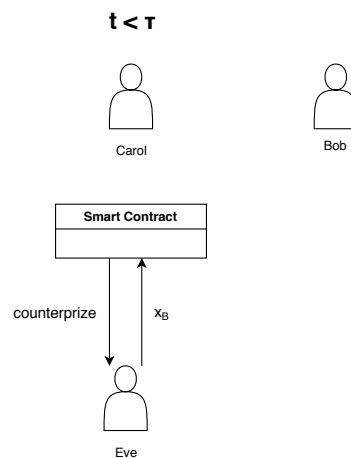 t < τ
Carol
Bob
Smart Contract
counterprize
x_B
Eve